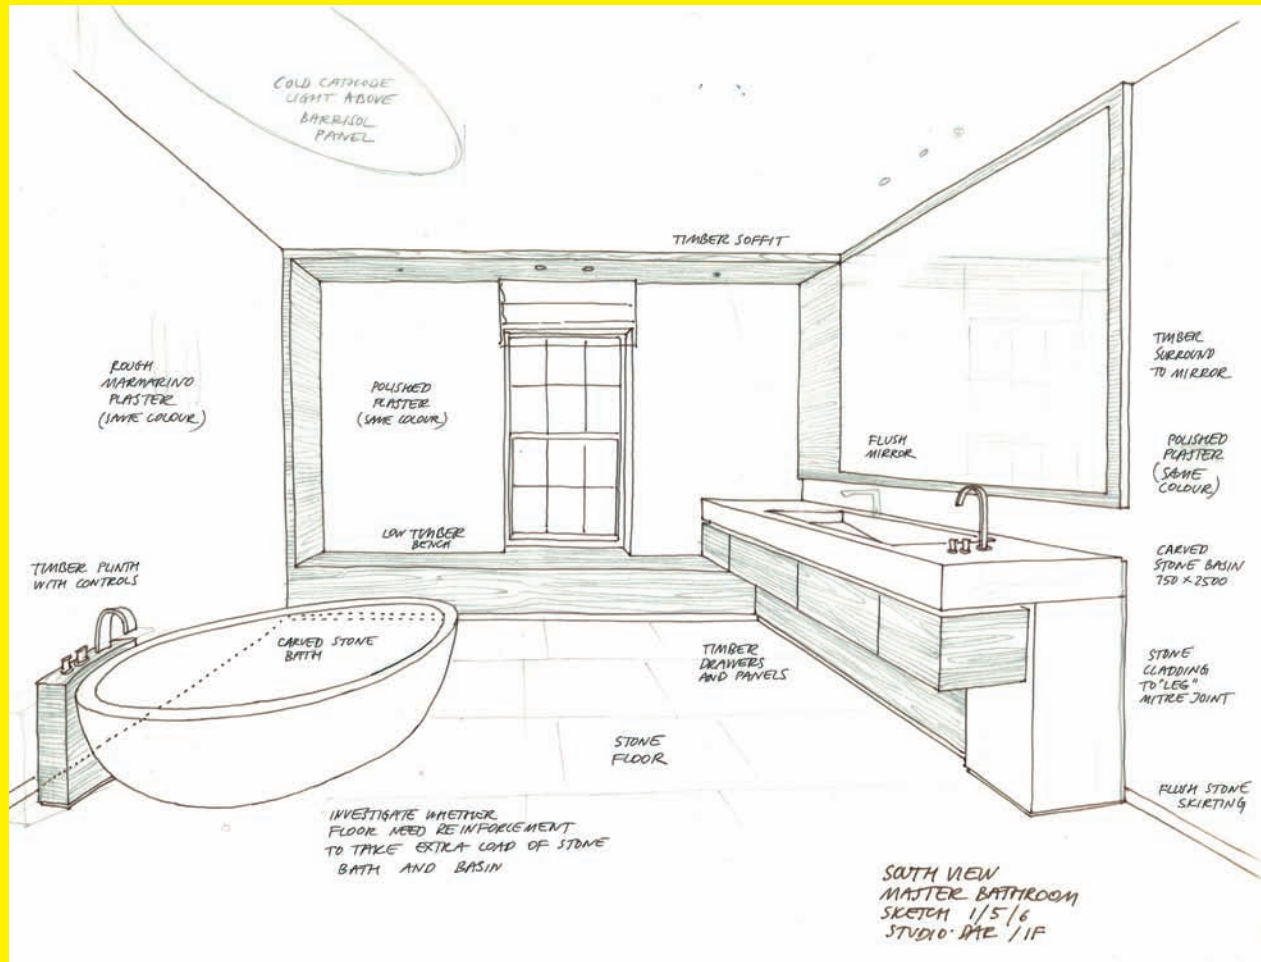 COLD CATHODE
LIGHT ABOVE
BARRISOL
PANEL
TIMBER SOFFIT
ROUGH
MARMARINO
PLASTER
(SAME COLOUR)
POLISHED
PLASTER
(SAME COLOUR)
TIMBER
SURROUND
TO MIRROR
FLUSH
MIRROR
POLISHED
PLASTER
(SAME
COLOUR)
LOW TIMBER
BENCH
TIMBER PLINTH
WITH CONTROLS
CARVED
STONE BASIN
750 x 2500
CARVED STONE
BATH
TIMBER
DRAWERS
AND PANELS
STONE
CLADDING
TO "LEG"
MITRE JOINT
STONE
FLOOR
FLUSH STONE
SKIRTING
INVESTIGATE WHETHER
FLOOR NEED REINFORCEMENT
TO TAKE EXTRA LOAD OF STONE
BATH AND BASIN
SOUTH VIEW
MASTER BATHROOM
SKETCH 1/5/6
STUDIO·DAR /1F